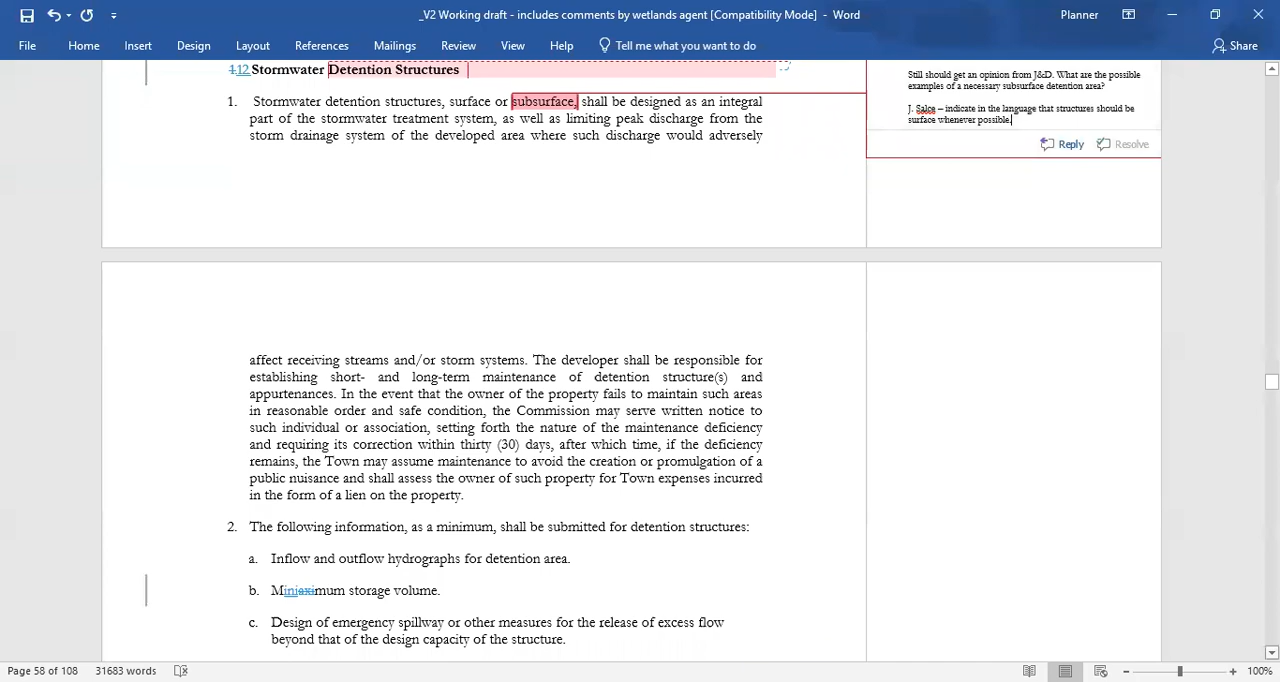 _V2 Working draft - includes comments by wetlands agent [Compatibility Mode] - Word
Planner
File Home Insert Design Layout References Mailings Review View Help Tell me what you want to do Share
1.12 Stormwater Detention Structures
1. Stormwater detention structures, surface or subsurface, shall be designed as an integral
part of the stormwater treatment system, as well as limiting peak discharge from the
storm drainage system of the developed area where such discharge would adversely
Still should get an opinion from J&D. What are the possible
examples of a necessary subsurface detention area?
J. Salce – indicate in the language that structures should be
surface whenever possible.
Reply Resolve
affect receiving streams and/or storm systems. The developer shall be responsible for
establishing short- and long-term maintenance of detention structure(s) and
appurtenances. In the event that the owner of the property fails to maintain such areas
in reasonable order and safe condition, the Commission may serve written notice to
such individual or association, setting forth the nature of the maintenance deficiency
and requiring its correction within thirty (30) days, after which time, if the deficiency
remains, the Town may assume maintenance to avoid the creation or promulgation of a
public nuisance and shall assess the owner of such property for Town expenses incurred
in the form of a lien on the property.
2. The following information, as a minimum, shall be submitted for detention structures:
a. Inflow and outflow hydrographs for detention area.
b. Miniaximum storage volume.
c. Design of emergency spillway or other measures for the release of excess flow
beyond that of the design capacity of the structure.
Page 58 of 108 31683 words
100%